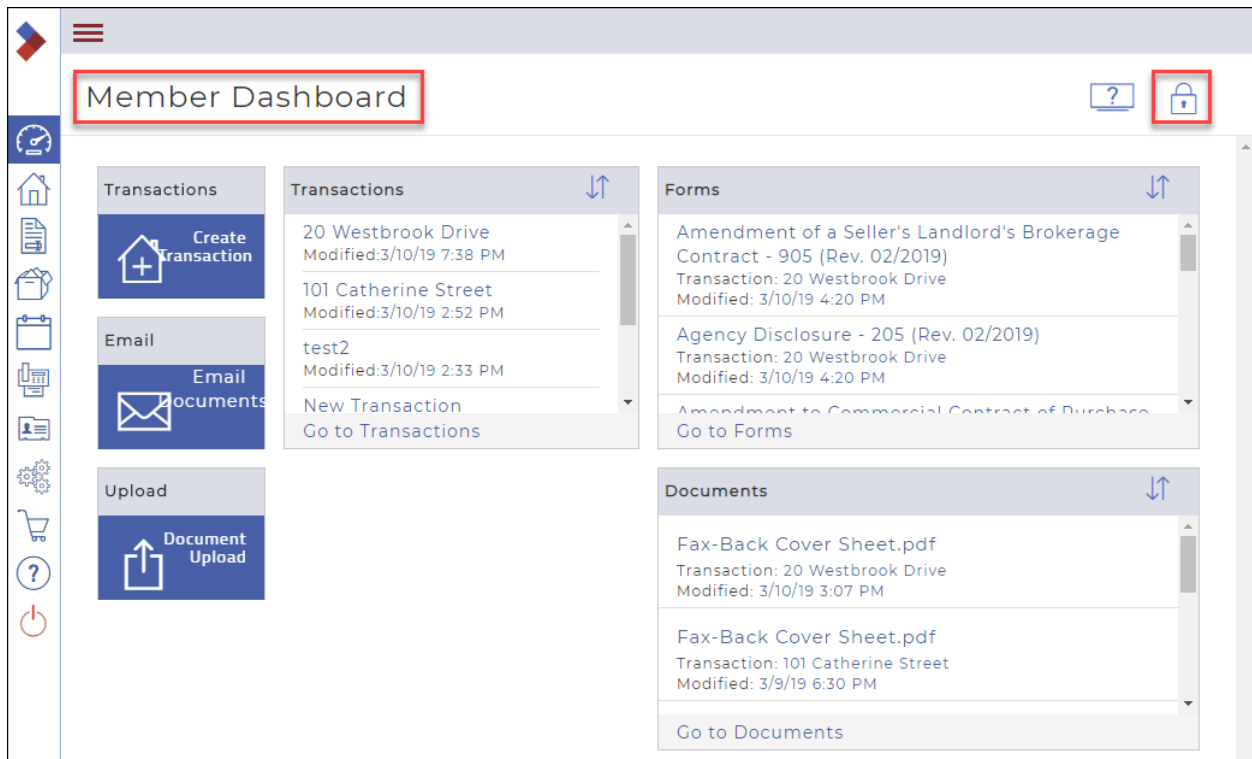 Member Dashboard
?
Transactions
Create
Transaction
Email
Email
Documents
Upload
Document
Upload
Transactions
20 Westbrook Drive
Modified:3/10/19 7:38 PM
101 Catherine Street
Modified:3/10/19 2:52 PM
test2
Modified:3/10/19 2:33 PM
New Transaction
Go to Transactions
Forms
Amendment of a Seller's Landlord's Brokerage
Contract - 905 (Rev. 02/2019)
Transaction: 20 Westbrook Drive
Modified: 3/10/19 4:20 PM
Agency Disclosure - 205 (Rev. 02/2019)
Transaction: 20 Westbrook Drive
Modified: 3/10/19 4:20 PM
Amendment to Commercial Contract of Purchase
Go to Forms
Documents
Fax-Back Cover Sheet.pdf
Transaction: 20 Westbrook Drive
Modified: 3/10/19 3:07 PM
Fax-Back Cover Sheet.pdf
Transaction: 101 Catherine Street
Modified: 3/9/19 6:30 PM
Go to Documents
?